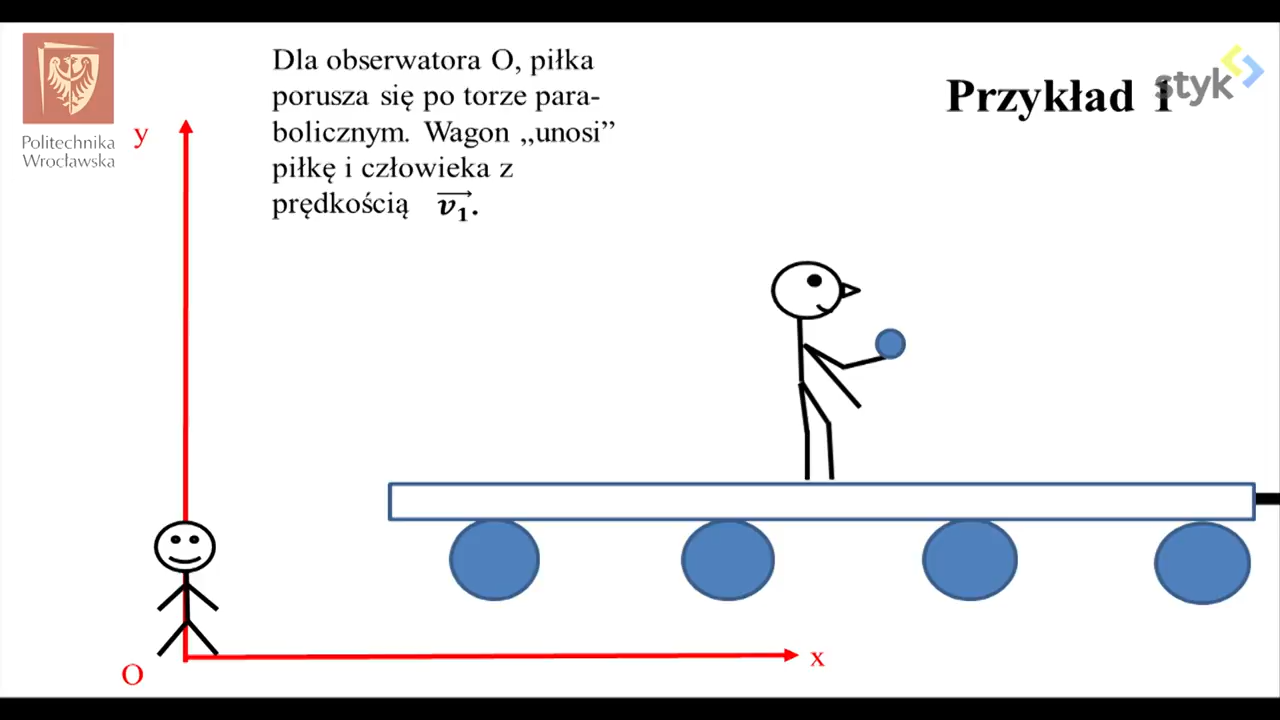 Politechnika
Wrocławska
Dla obserwatora O, piłka
porusza się po torze para-
bolicznym. Wagon „unosi”
piłkę i człowieka z
prędkością v₁.
Przykład 1
styk
y
x
O